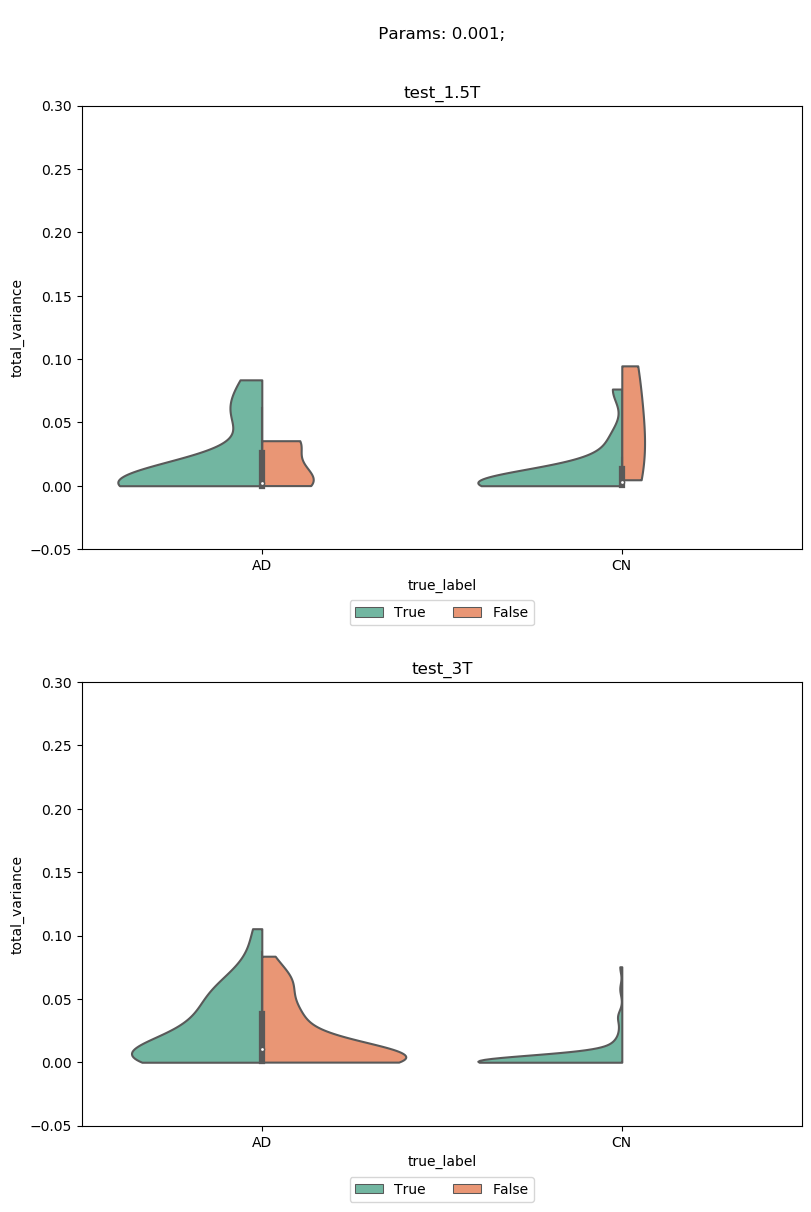 Params: 0.001;
test_1.5T
0.30
0.25
0.20
0.15
0.10
0.05
0.00
−0.05
total_variance
AD CN
true_label
True False
test_3T
0.30
0.25
0.20
0.15
0.10
0.05
0.00
−0.05
total_variance
AD CN
true_label
True False